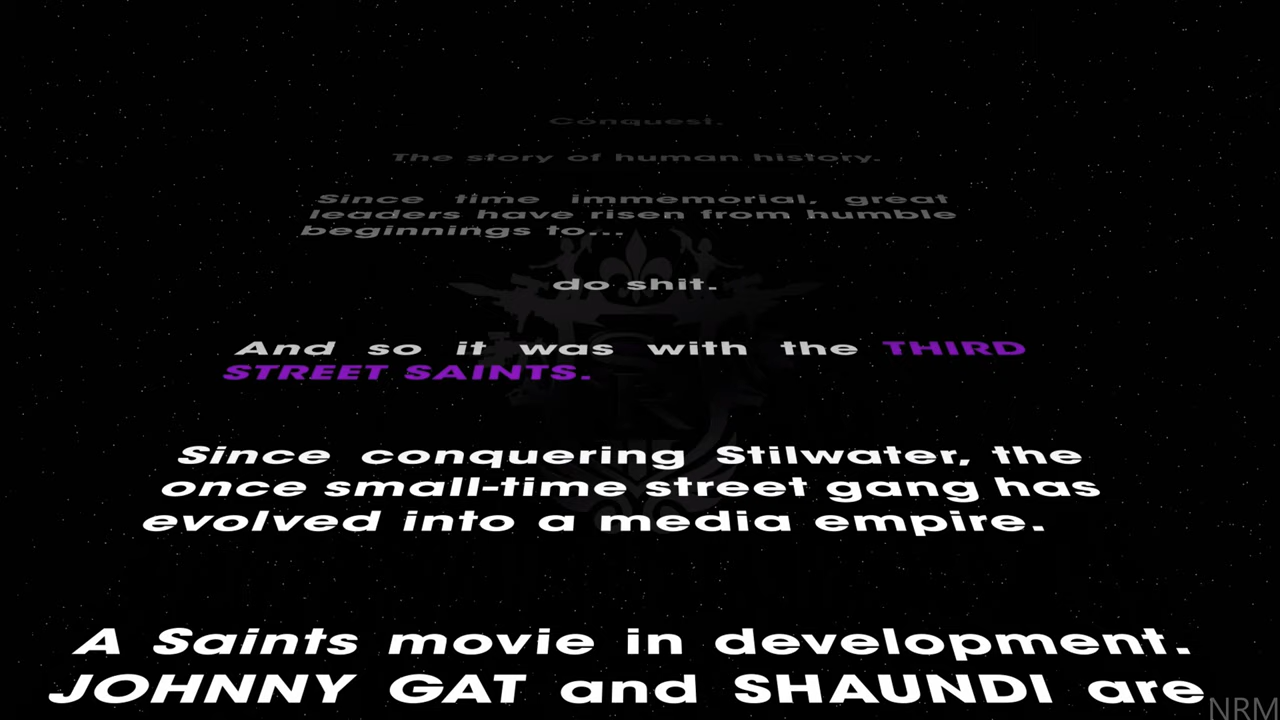 Conquest.
The story of human history.
Since time immemorial, great
leaders have risen from humble
beginnings to...
do shit.
And so it was with the THIRD
STREET SAINTS.
Since conquering Stilwater, the
once small-time street gang has
evolved into a media empire.
A Saints movie in development.
JOHNNY GAT and SHAUNDI are
NRM